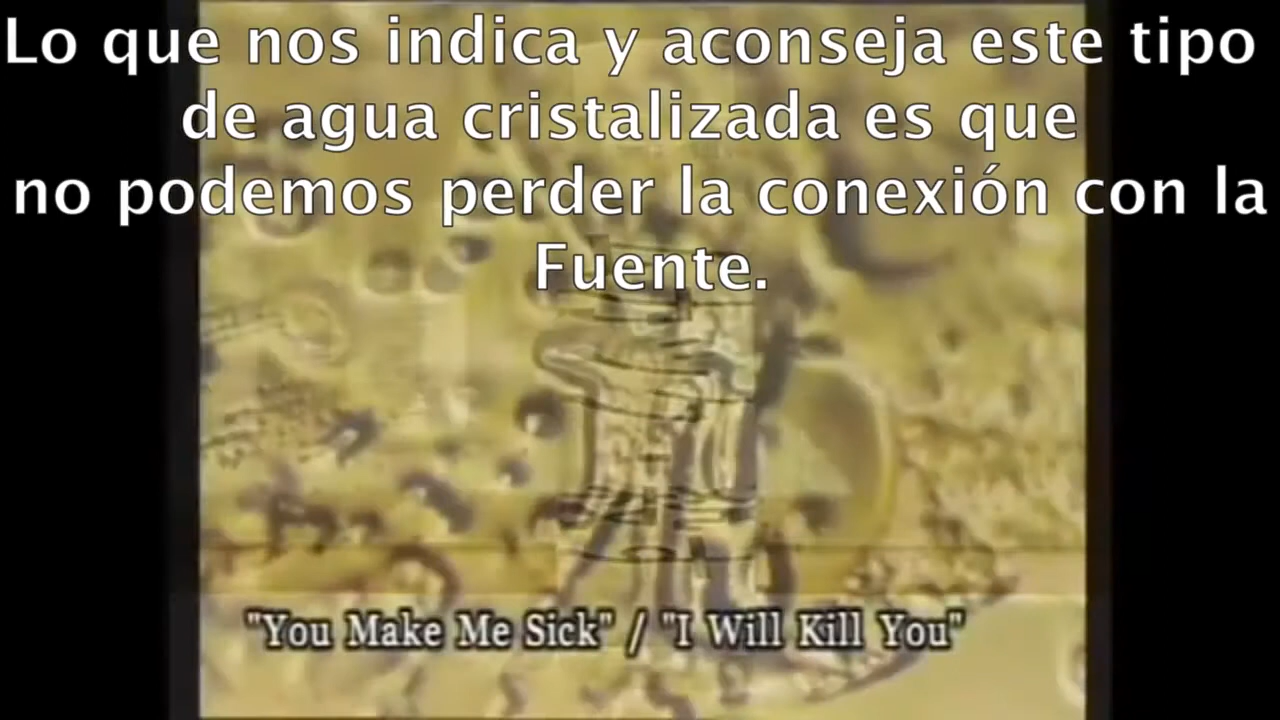 Lo que nos indica y aconseja este tipo
de agua cristalizada es que
no podemos perder la conexión con la
Fuente.
"You Make Me Sick" / "I Will Kill You"